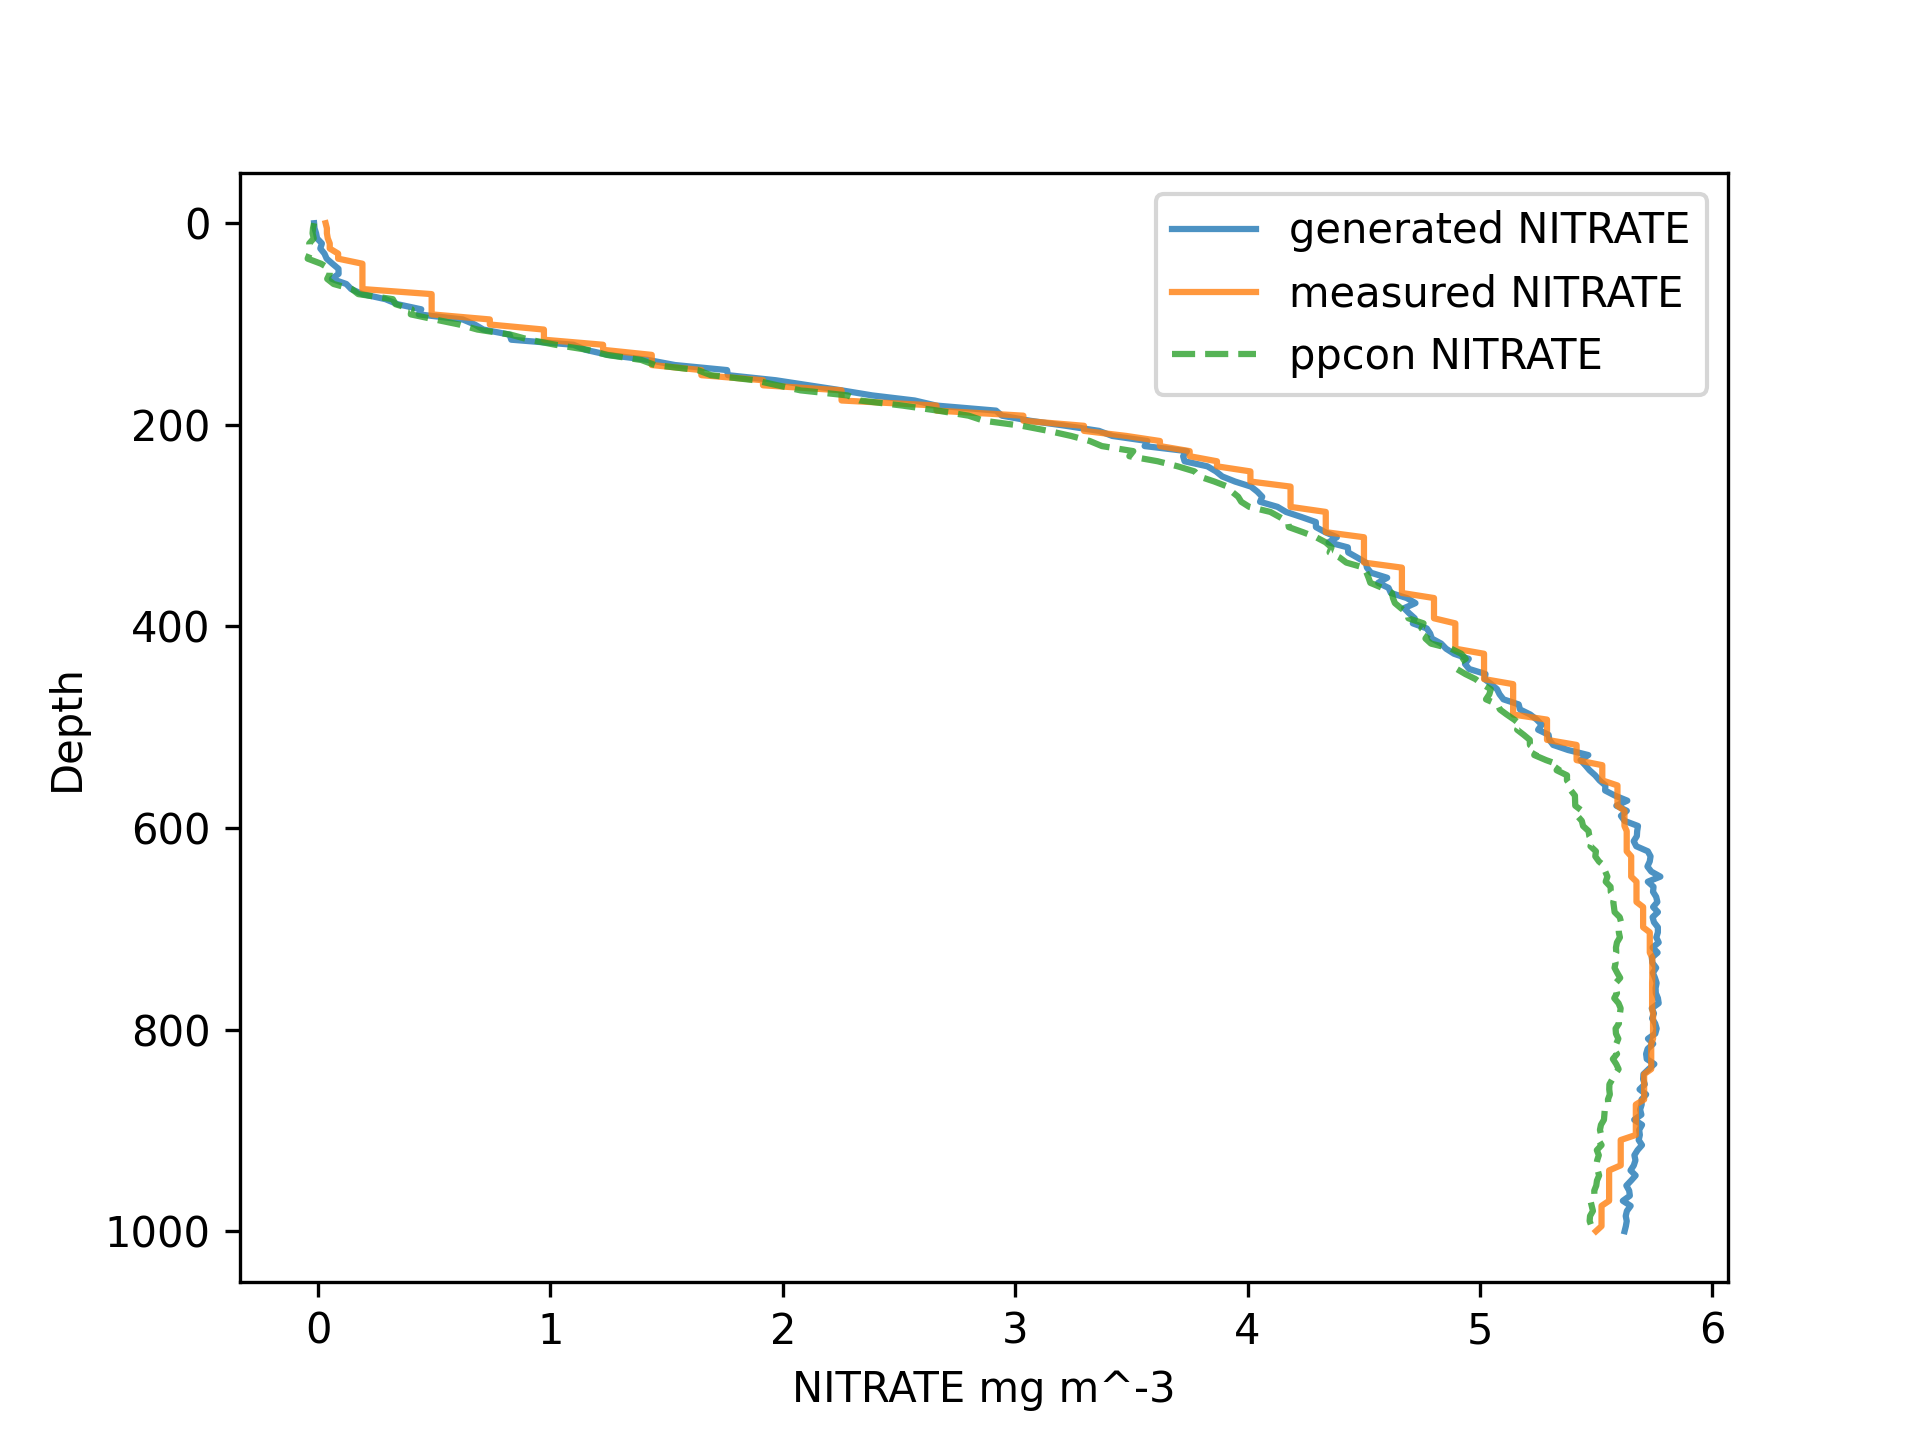 generated NITRATE
measured NITRATE
ppcon NITRATE
0
200
400
600
800
1000
Depth
0 1 2 3 4 5 6
NITRATE mg m^-3